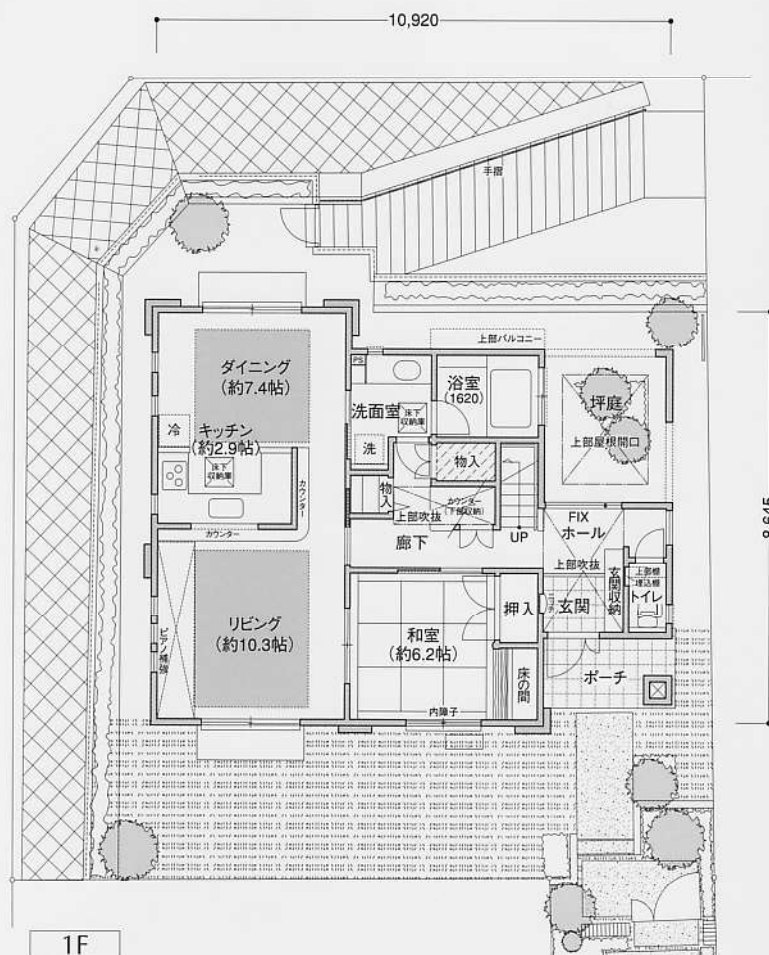 10,920
手摺
上部バルコニー
ダイニング
(約7.4帖)
PS
洗面室
床下
収納庫
洗
浴室
(1620)
坪庭
上部屋根開口
冷
キッチン
(約2.9帖)
床下
収納庫
カウンター
カウンター
物入
物入
カウンター
(下部収納)
上部吹抜
廊下
UP
FIX
ホール
上部吹抜
8,645
リビング
(約10.3帖)
ピアノ補強
和室
(約6.2帖)
押入
床の間
内障子
ニッチ
玄関
玄関収納
上部棚
埋込棚
トイレ
ポーチ
1F